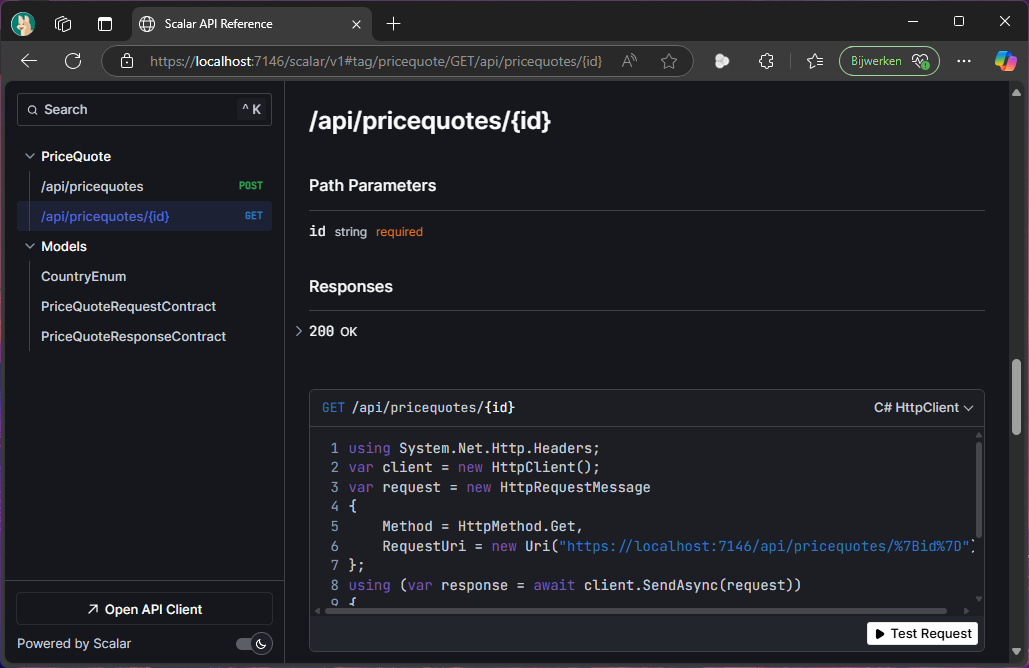 Scalar API Reference
https://localhost:7146/scalar/v1#tag/pricequote/GET/api/pricequotes/{id}
Bijwerken
Search
^ K
PriceQuote
/api/pricequotes POST
/api/pricequotes/{id} GET
Models
CountryEnum
PriceQuoteRequestContract
PriceQuoteResponseContract
Open API Client
Powered by Scalar
/api/pricequotes/{id}
Path Parameters
id string required
Responses
200 OK
GET /api/pricequotes/{id} C# HttpClient
1 using System.Net.Http.Headers;
2 var client = new HttpClient();
3 var request = new HttpRequestMessage
4 {
5 Method = HttpMethod.Get,
6 RequestUri = new Uri("https://localhost:7146/api/pricequotes/%7Bid%7D")
7 };
8 using (var response = await client.SendAsync(request))
9 {
Test Request